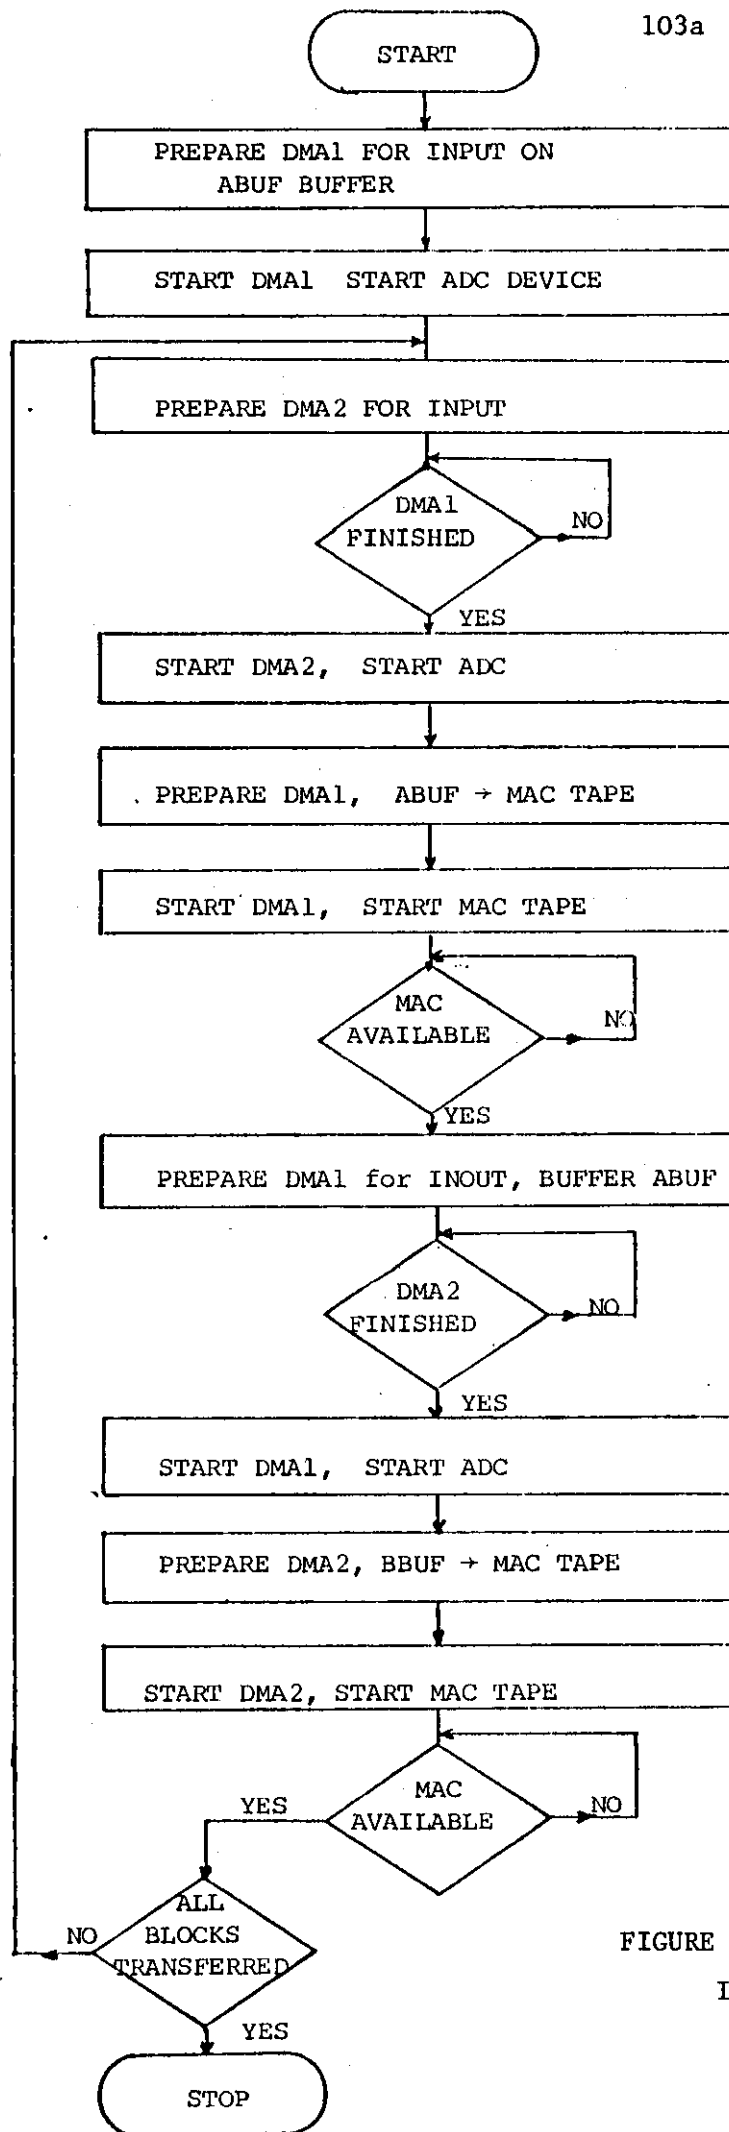 103a
START
PREPARE DMA1 FOR INPUT ON
ABUF BUFFER
START DMA1 START ADC DEVICE
PREPARE DMA2 FOR INPUT
DMA1
FINISHED
NO
YES
START DMA2, START ADC
PREPARE DMA1, ABUF → MAC TAPE
START DMA1, START MAC TAPE
MAC
AVAILABLE
NO
YES
PREPARE DMA1 for INOUT, BUFFER ABUF
DMA2
FINISHED
NO
YES
START DMA1, START ADC
PREPARE DMA2, BBUF → MAC TAPE
START DMA2, START MAC TAPE
MAC
AVAILABLE
NO
YES
ALL
BLOCKS
TRANSFERRED
NO
YES
FIGURE
STOP